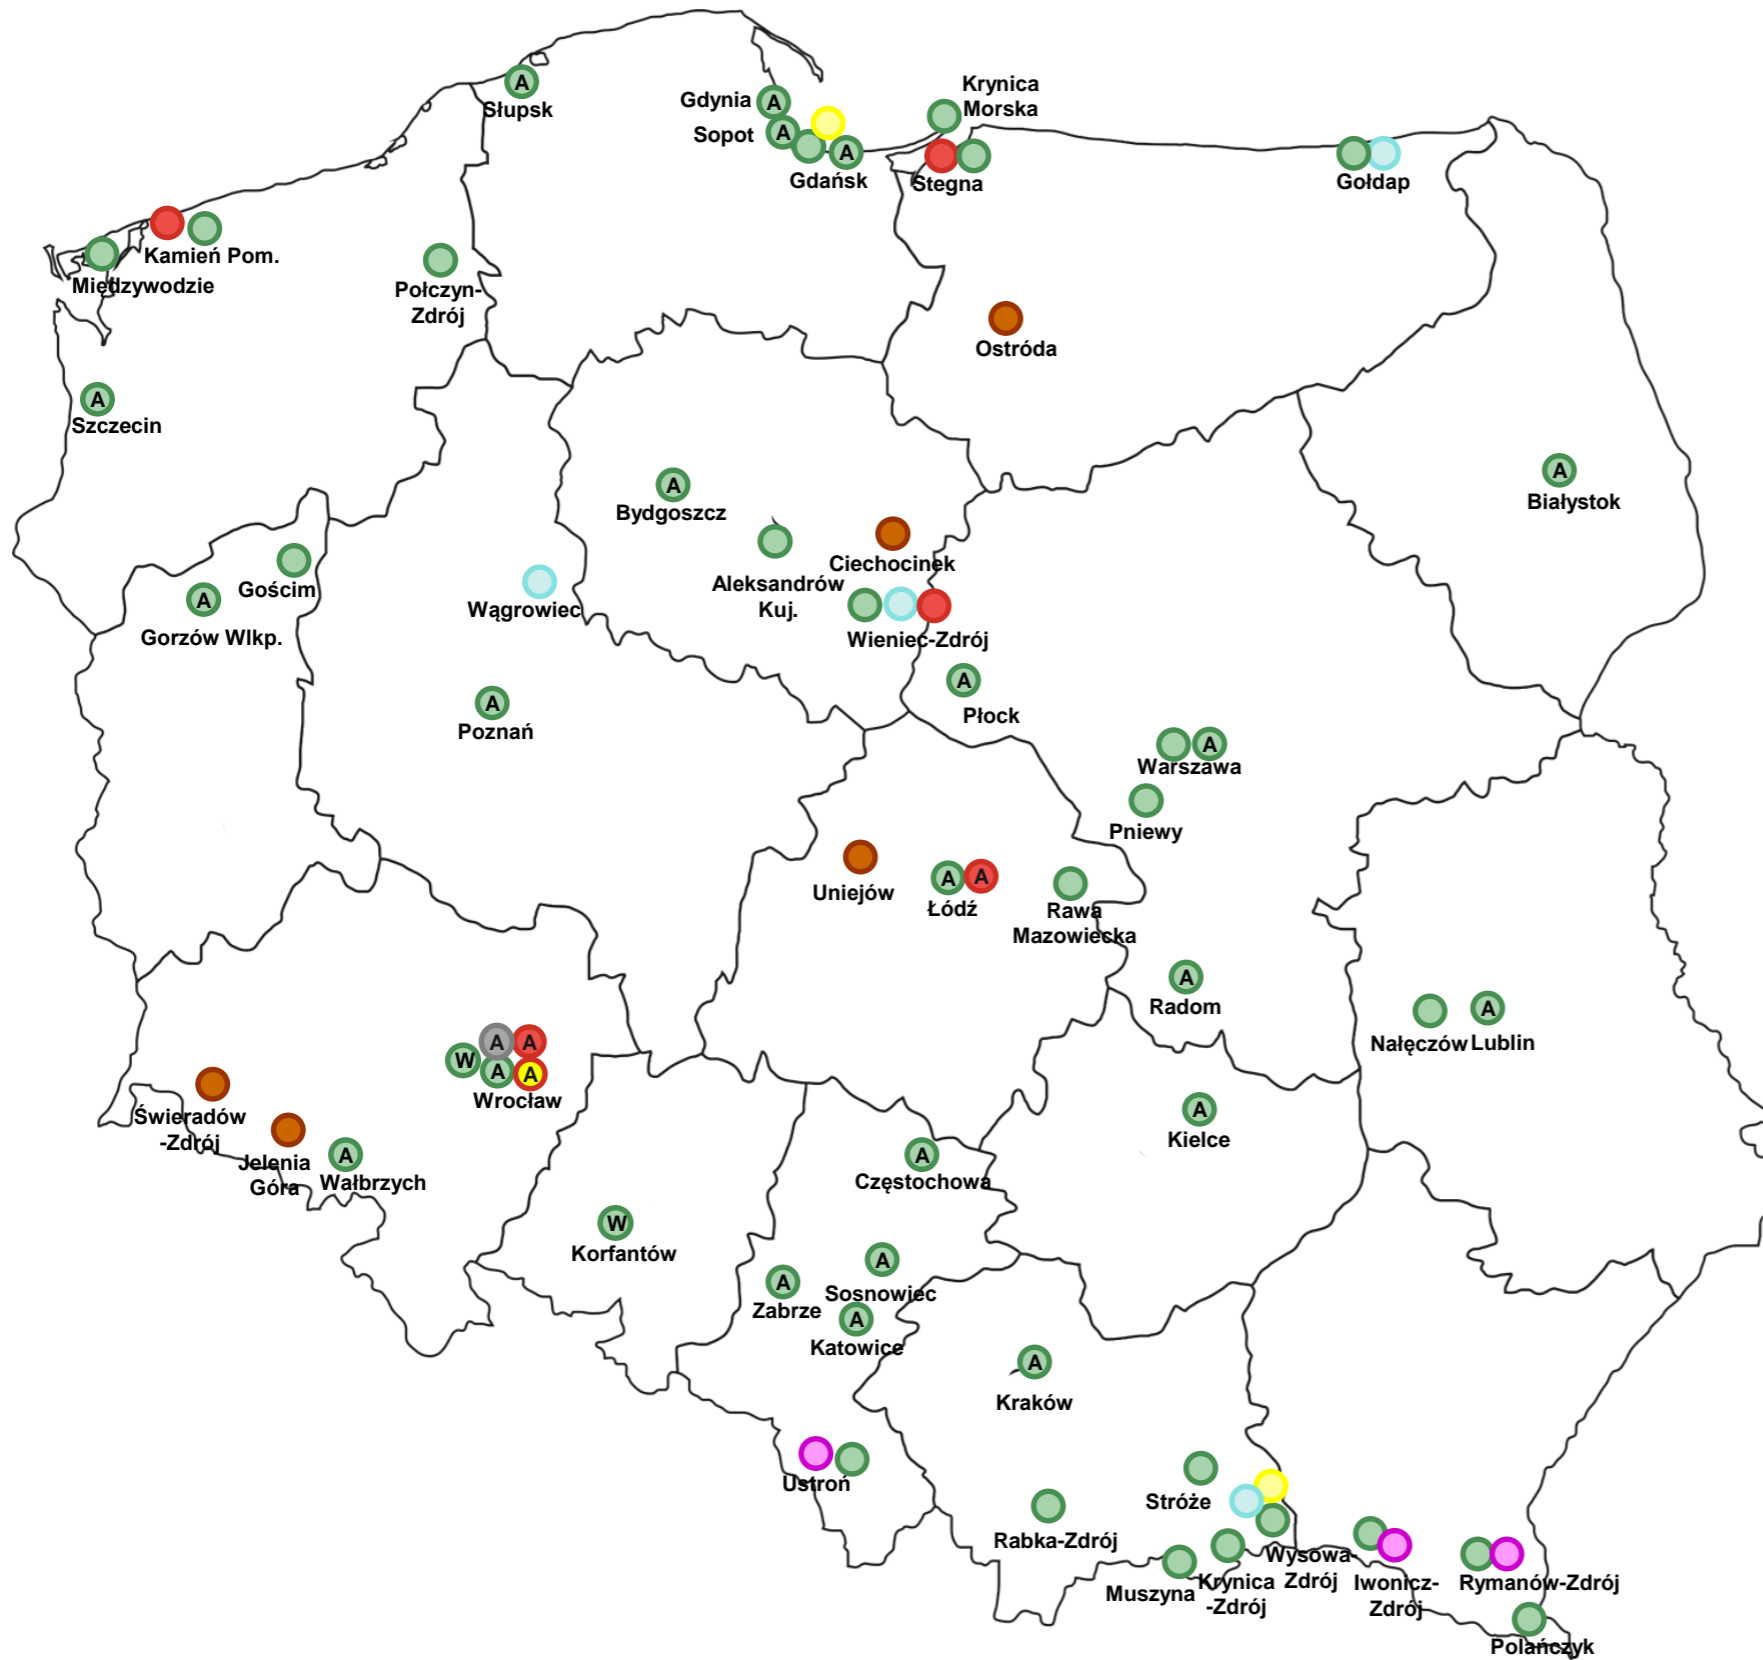 A
Słupsk
Gdynia
A
Sopot
A
A
Gdańsk
Krynica
Morska
Stegna
Gołdap
Kamień Pom.
Międzywodzie
Połczyn-
Zdrój
Ostróda
A
Szczecin
A
Bydgoszcz
A
Białystok
Gościm
A
Gorzów Wlkp.
Wągrowiec
Aleksandrów
Kuj.
Ciechocinek
Wieniec-Zdrój
A
Płock
A
Poznań
A
Warszawa
Pniewy
Uniejów
A A
Łódź
Rawa
Mazowiecka
A
Radom
Nałęczów
A
Lublin
A A
W A A
Wrocław
Świeradów
-Zdrój
Jelenia
Góra
A
Wałbrzych
A
Kielce
A
Częstochowa
W
Korfantów
A
Zabrze
A
Sosnowiec
A
Katowice
A
Kraków
Ustroń
Stróże
Rabka-Zdrój
Muszyna
Krynica
-Zdrój
Wysowa-
Zdrój
Iwonicz-
Zdrój
Rymanów-Zdrój
Polańczyk